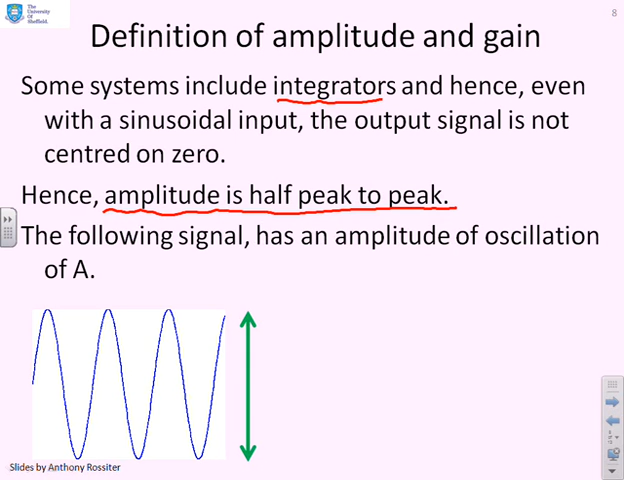 The
University
Of
Sheffield.
8
Definition of amplitude and gain
Some systems include integrators and hence, even
with a sinusoidal input, the output signal is not
centred on zero.
Hence, amplitude is half peak to peak.
The following signal, has an amplitude of oscillation
of A.
Slides by Anthony Rossiter